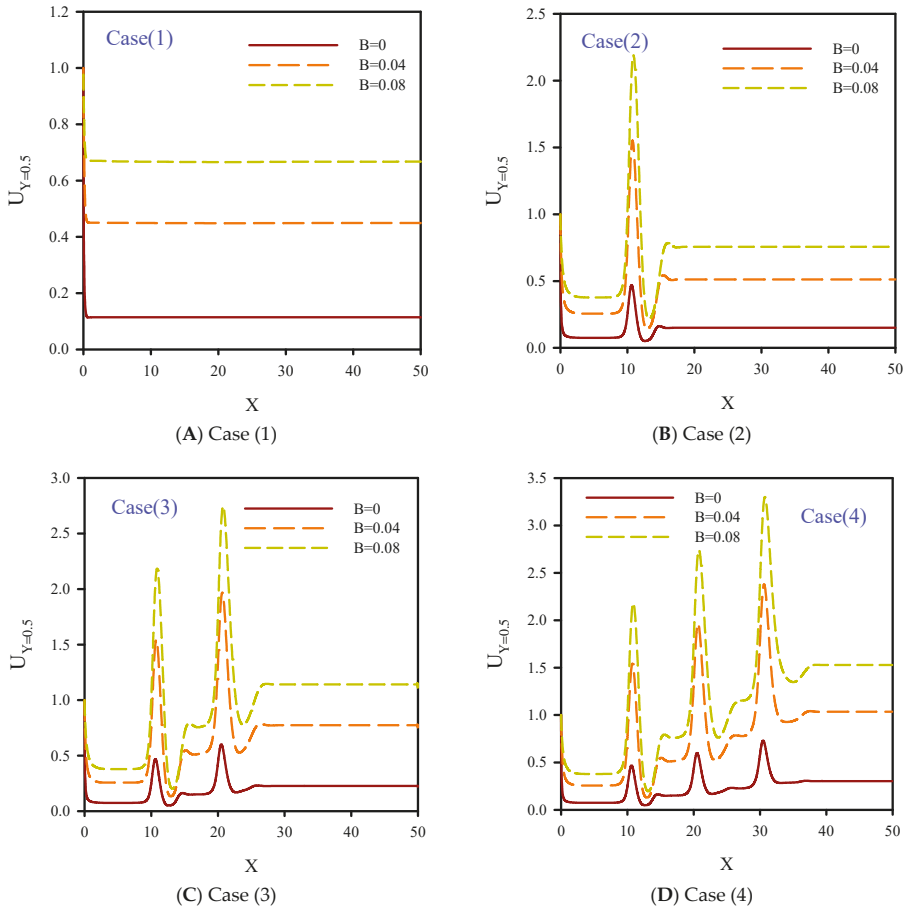 Case(1)
B=0
B=0.04
B=0.08
1.2
1.0
0.8
0.6
0.4
0.2
0.0
U_{Y=0.5}
0 10 20 30 40 50
X
(A) Case (1)
Case(2)
B=0
B=0.04
B=0.08
2.5
2.0
1.5
1.0
0.5
0.0
U_{Y=0.5}
0 10 20 30 40 50
X
(B) Case (2)
Case(3)
B=0
B=0.04
B=0.08
3.0
2.5
2.0
1.5
1.0
0.5
0.0
U_{Y=0.5}
0 10 20 30 40 50
X
(C) Case (3)
B=0
B=0.04
B=0.08
Case(4)
3.5
3.0
2.5
2.0
1.5
1.0
0.5
0.0
U_{Y=0.5}
0 10 20 30 40 50
X
(D) Case (4)